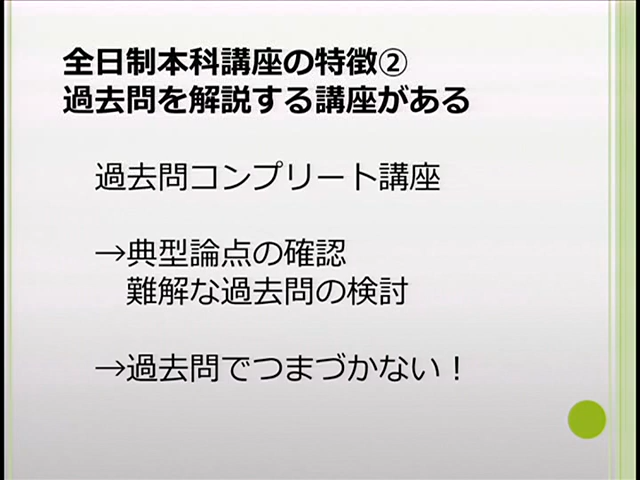 全日制本科講座の特徴②
過去問を解説する講座がある
過去問コンプリート講座
→典型論点の確認
難解な過去問の検討
→過去問でつまづかない！